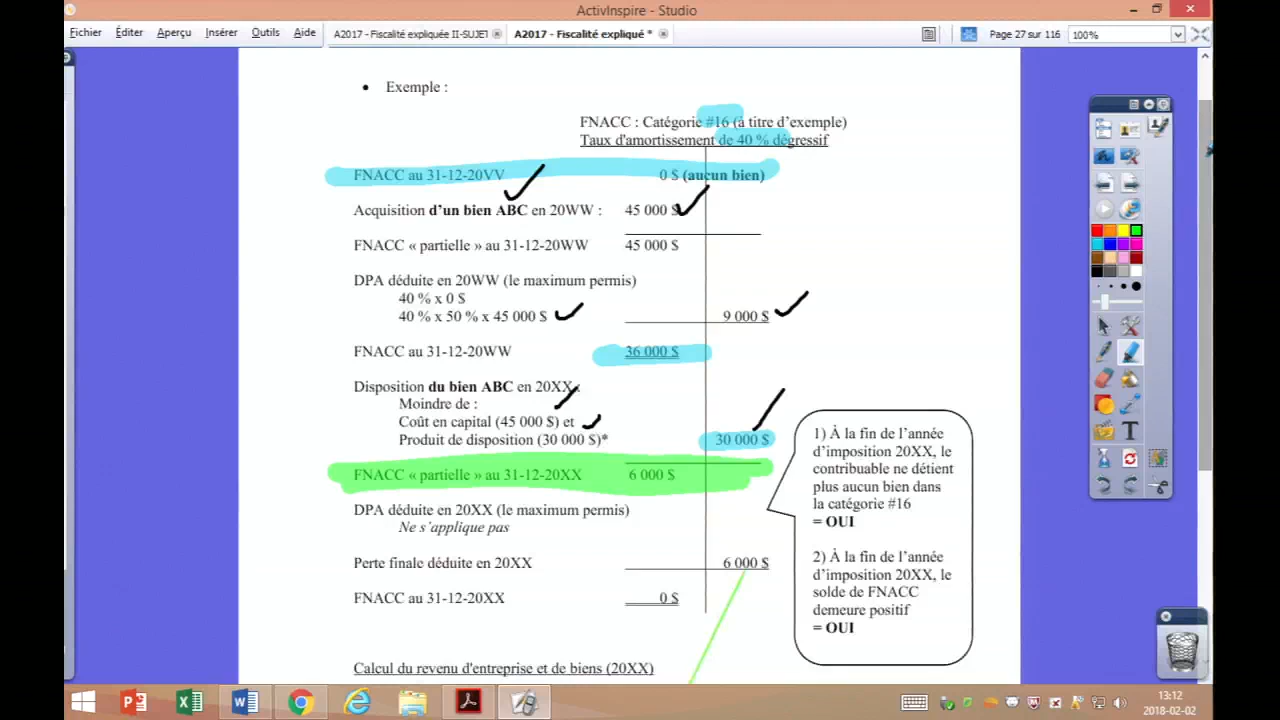 ActivInspire - Studio
Fichier Éditer Aperçu Insérer Outils Aide
A2017 - Fiscalité expliquée II-SUJET
A2017 - Fiscalité expliqué *
Page 27 sur 116
100%
• Exemple :
FNACC : Catégorie #16 (à titre d'exemple)
Taux d'amortissement de 40 % dégressif
FNACC au 31-12-20VV 0 $ (aucun bien)
Acquisition d'un bien ABC en 20WW : 45 000 $
FNACC « partielle » au 31-12-20WW 45 000 $
DPA déduite en 20WW (le maximum permis)
40 % x 0 $
40 % x 50 % x 45 000 $ 9 000 $
FNACC au 31-12-20WW 36 000 $
Disposition du bien ABC en 20XX :
Moindre de :
Coût en capital (45 000 $) et
Produit de disposition (30 000 $)* 30 000 $
FNACC « partielle » au 31-12-20XX 6 000 $
DPA déduite en 20XX (le maximum permis)
Ne s'applique pas
Perte finale déduite en 20XX 6 000 $
FNACC au 31-12-20XX 0 $
Calcul du revenu d'entreprise et de biens (20XX)
1) À la fin de l'année
d'imposition 20XX, le
contribuable ne détient
plus aucun bien dans
la catégorie #16
= OUI
2) À la fin de l'année
d'imposition 20XX, le
solde de FNACC
demeure positif
= OUI
13:12
2018-02-02